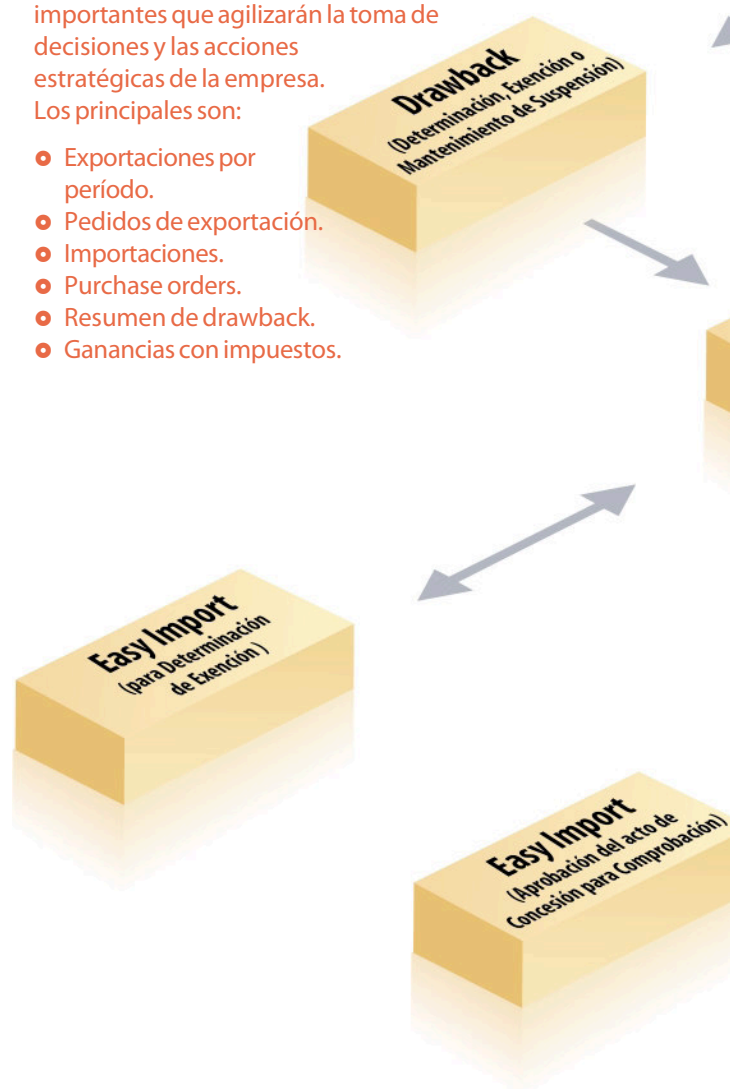 importantes que agilizarán la toma de
decisiones y las acciones
estratégicas de la empresa.
Los principales son:
Exportaciones por
período.
Pedidos de exportación.
Importaciones.
Purchase orders.
Resumen de drawback.
Ganancias con impuestos.
Drawback
(Determinación, Exención o
Mantenimiento de Suspensión)
Easy Import
(para Determinación
de Exención )
Easy Import
(Aprobación del acto de
Concesión para Comprobación)